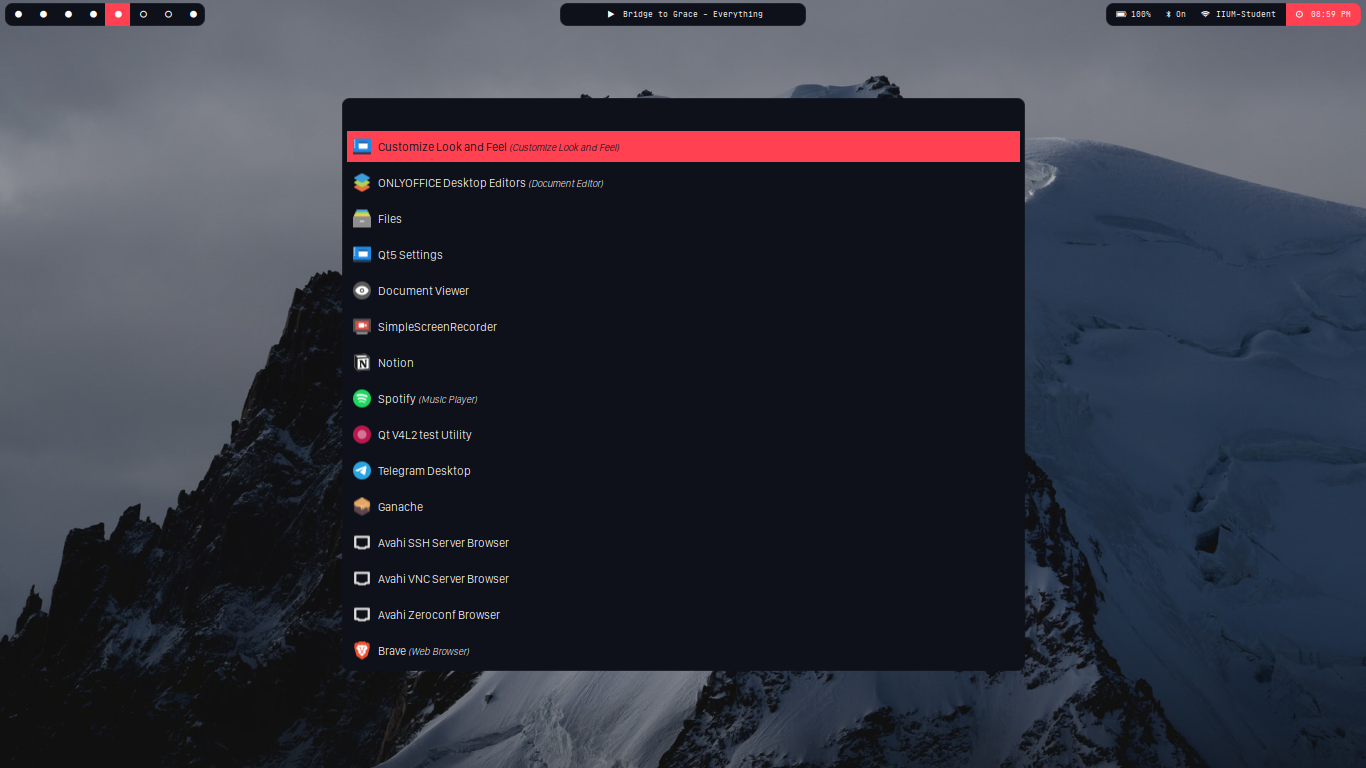 Bridge to Grace - Everything
100% On IIUM-Student 08:59 PM
Customize Look and Feel (Customize Look and Feel)
ONLYOFFICE Desktop Editors (Document Editor)
Files
Qt5 Settings
Document Viewer
SimpleScreenRecorder
Notion
Spotify (Music Player)
Qt V4L2 test Utility
Telegram Desktop
Ganache
Avahi SSH Server Browser
Avahi VNC Server Browser
Avahi Zeroconf Browser
Brave (Web Browser)